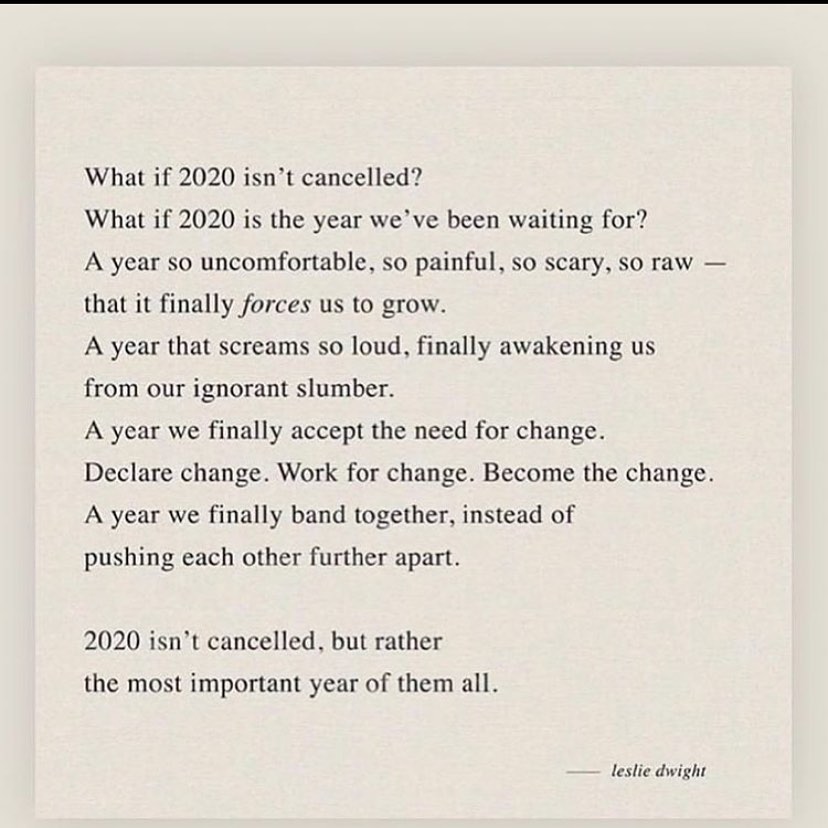 What if 2020 isn't cancelled?
What if 2020 is the year we've been waiting for?
A year so uncomfortable, so painful, so scary, so raw —
that it finally forces us to grow.
A year that screams so loud, finally awakening us
from our ignorant slumber.
A year we finally accept the need for change.
Declare change. Work for change. Become the change.
A year we finally band together, instead of
pushing each other further apart.
2020 isn't cancelled, but rather
the most important year of them all.
— leslie dwight